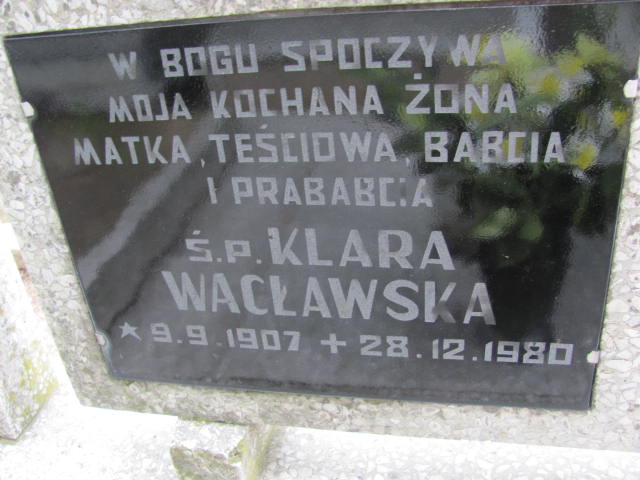 W BOGU SPOCZYWA
MOJA KOCHANA ŻONA
MATKA, TEŚCIOWA, BABCIA
I PRABABCIA
Ś.P. KLARA
WACŁAWSKA
* 9.9.1907 + 28.12.1980